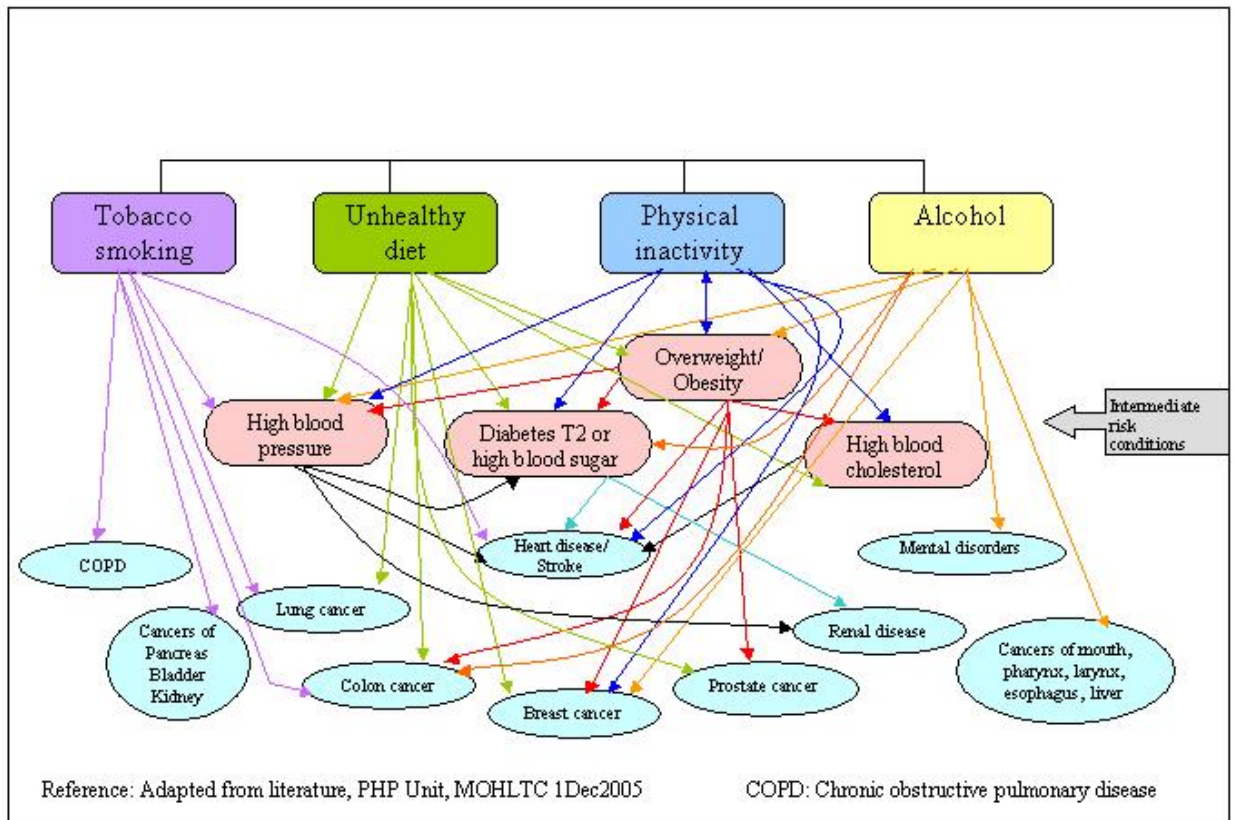 Tobacco
smoking
Unhealthy
diet
Physical
inactivity
Alcohol
Overweight/
Obesity
High blood
pressure
Diabetes T2 or
high blood sugar
High blood
cholesterol
Intermediate
risk
conditions
COPD
Heart disease/
Stroke
Mental disorders
Lung cancer
Cancers of
Pancreas
Bladder
Kidney
Renal disease
Cancers of mouth,
pharynx, larynx,
esophagus, liver
Colon cancer
Prostate cancer
Breast cancer
Reference: Adapted from literature, PHP Unit, MOHLTC 1Dec2005
COPD: Chronic obstructive pulmonary disease